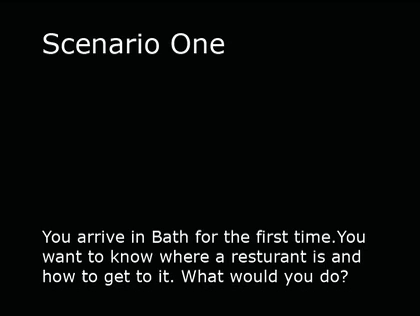 Scenario One
You arrive in Bath for the first time.You
want to know where a resturant is and
how to get to it. What would you do?